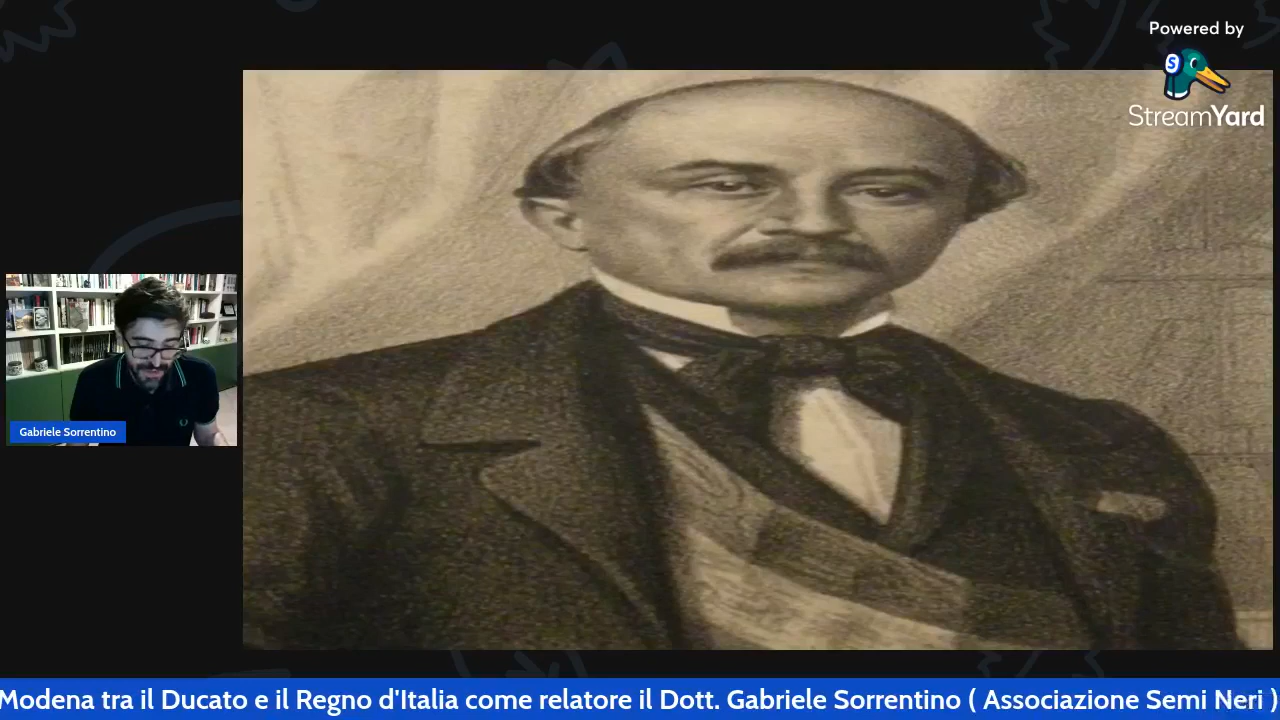 Powered by
S
StreamYard
Gabriele Sorrentino
Modena tra il Ducato e il Regno d'Italia come relatore il Dott. Gabriele Sorrentino ( Associazione Semi Neri )